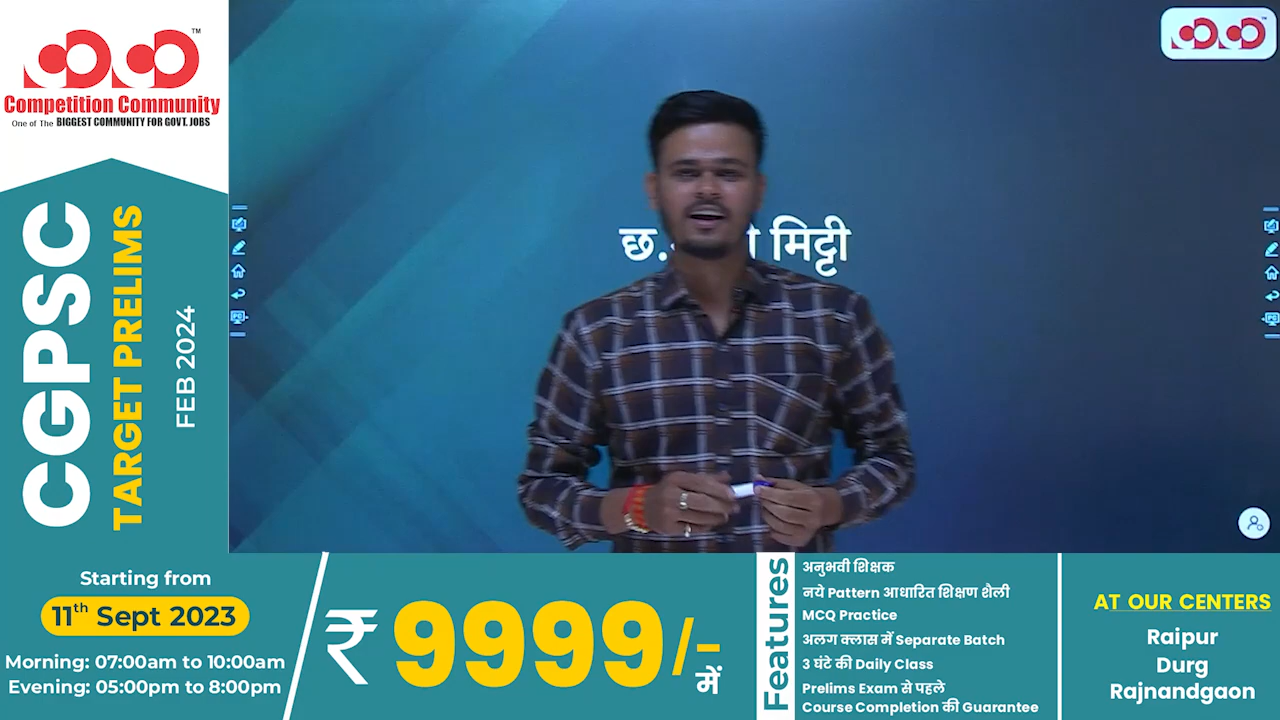 TM
Competition Community
One of The BIGGEST COMMUNITY FOR GOVT. JOBS
CGPSC
TARGET PRELIMS
FEB 2024
मिट्टी
Starting from
11th Sept 2023
Morning: 07:00am to 10:00am
Evening: 05:00pm to 8:00pm
₹ 9999/- में
Features
अनुभवी शिक्षक
नये Pattern आधारित शिक्षण शैली
MCQ Practice
अलग क्लास में Separate Batch
3 घंटे की Daily Class
Prelims Exam से पहले
Course Completion की Guarantee
AT OUR CENTERS
Raipur
Durg
Rajnandgaon